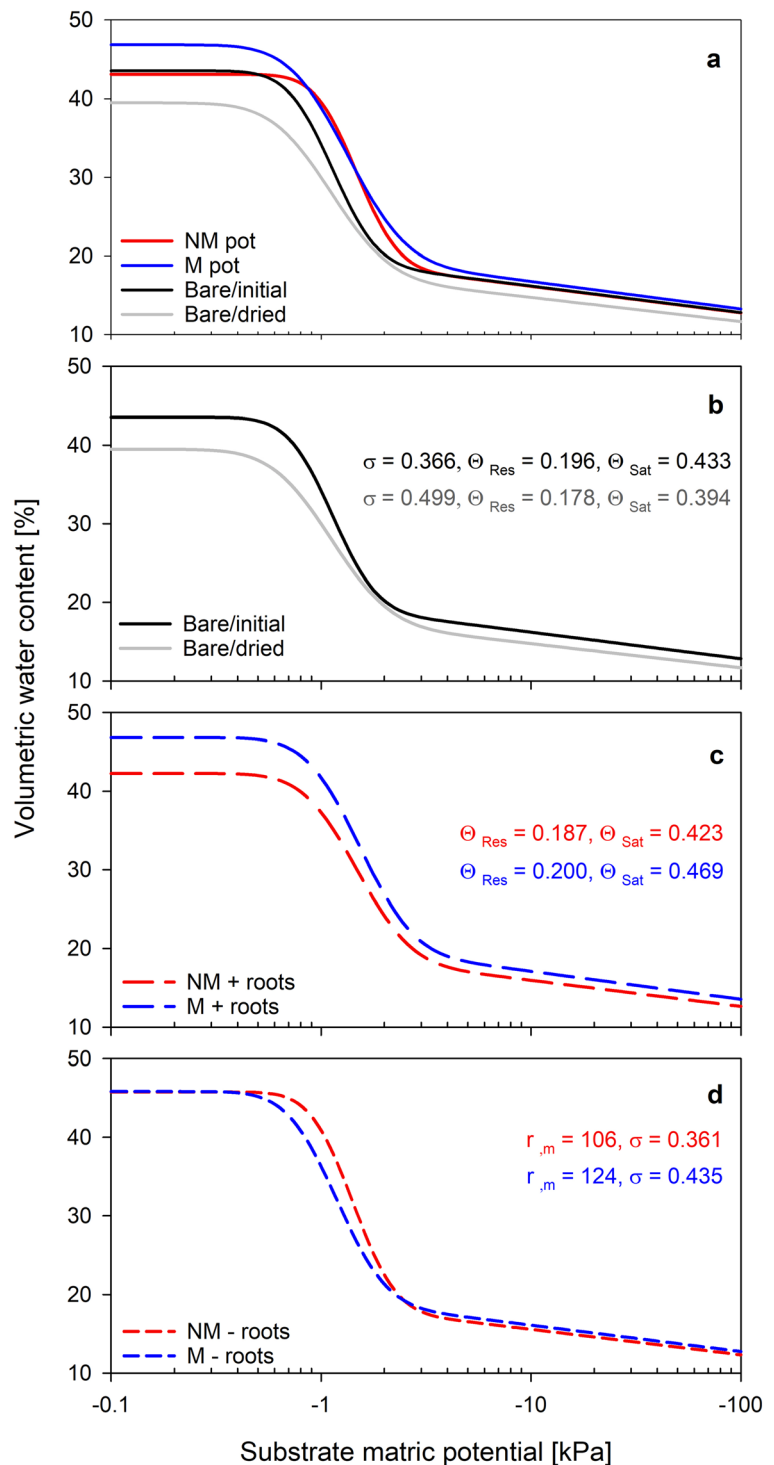 50
a
40
30
20
10
NM pot
M pot
Bare/initial
Bare/dried
50
b
40
30
20
10
σ = 0.366, Θ Res = 0.196, Θ Sat = 0.433
σ = 0.499, Θ Res = 0.178, Θ Sat = 0.394
Bare/initial
Bare/dried
Volumetric water content [%]
50
c
40
30
20
10
Θ Res = 0.187, Θ Sat = 0.423
Θ Res = 0.200, Θ Sat = 0.469
NM + roots
M + roots
50
d
40
30
20
10
r ,m = 106, σ = 0.361
r ,m = 124, σ = 0.435
NM - roots
M - roots
-0.1 -1 -10 -100
Substrate matric potential [kPa]